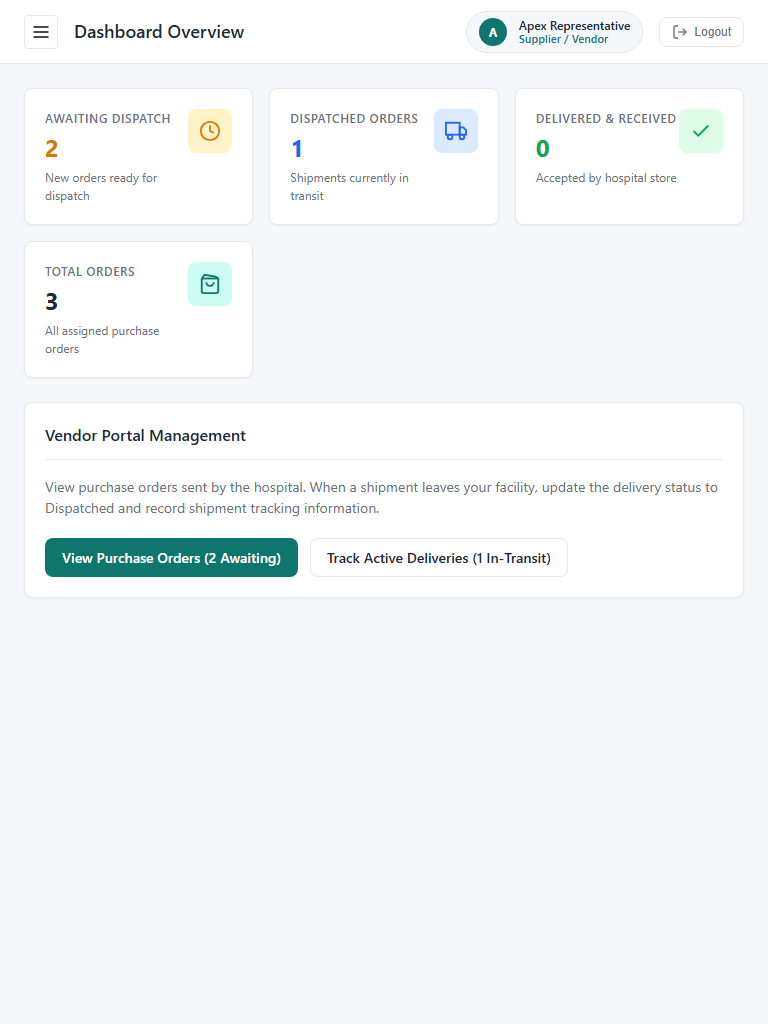 Dashboard Overview
A
Apex Representative
Supplier / Vendor
Logout
AWAITING DISPATCH
2
New orders ready for
dispatch
DISPATCHED ORDERS
1
Shipments currently in
transit
DELIVERED & RECEIVED
0
Accepted by hospital store
TOTAL ORDERS
3
All assigned purchase
orders
Vendor Portal Management
View purchase orders sent by the hospital. When a shipment leaves your facility, update the delivery status to
Dispatched and record shipment tracking information.
View Purchase Orders (2 Awaiting)
Track Active Deliveries (1 In-Transit)